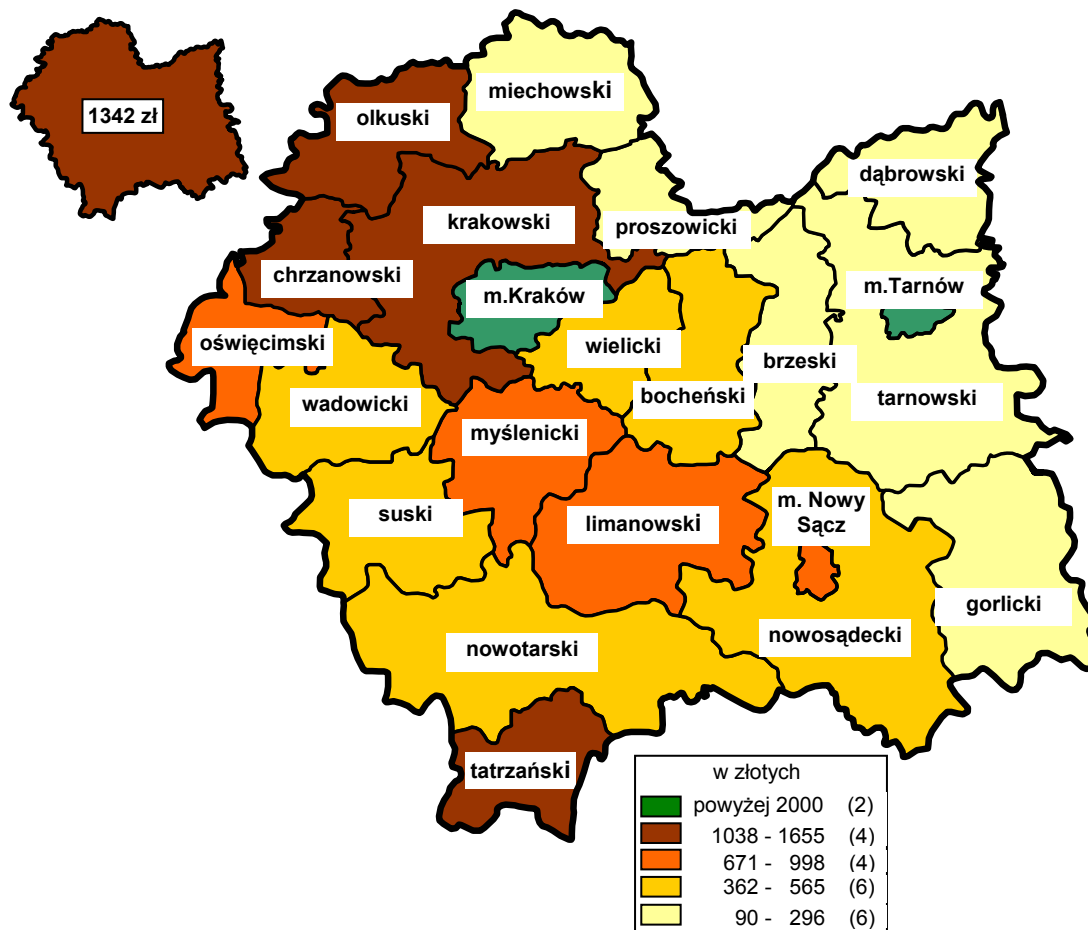 1342 zł
miechowski
olkuski
dąbrowski
krakowski
proszowicki
chrzanowski
m.Kraków
m.Tarnów
oświęcimski
wielicki
brzeski
wadowicki
bocheński
tarnowski
myślenicki
m. Nowy
Sącz
suski
limanowski
gorlicki
nowotarski
nowosądecki
tatrzański
w złotych
powyżej 2000 (2)
1038 - 1655 (4)
671 - 998 (4)
362 - 565 (6)
90 - 296 (6)